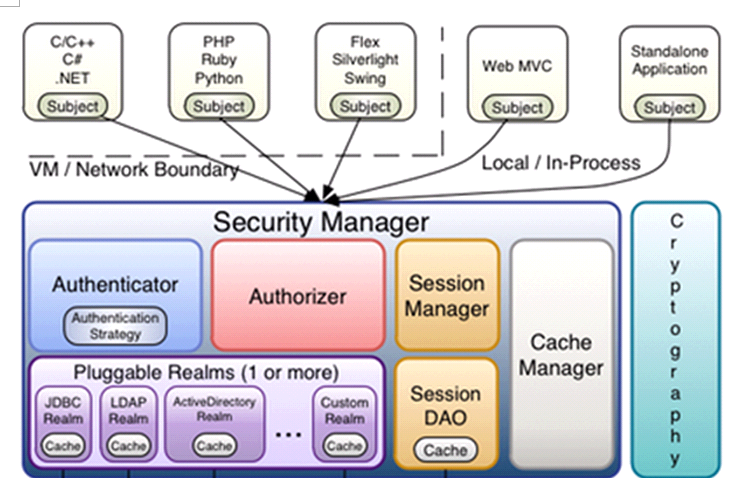 C/C++
C#
.NET
Subject
PHP
Ruby
Python
Subject
Flex
Silverlight
Swing
Subject
Web MVC
Subject
Standalone
Application
Subject
VM / Network Boundary
Local / In-Process
Security Manager
Authenticator
Authentication
Strategy
Authorizer
Session
Manager
Cache
Manager
Pluggable Realms (1 or more)
JDBC
Realm
Cache
LDAP
Realm
Cache
ActiveDirectory
Realm
Cache
...
Custom
Realm
Cache
Session
DAO
Cache
C
r
y
p
t
o
g
r
a
p
h
y